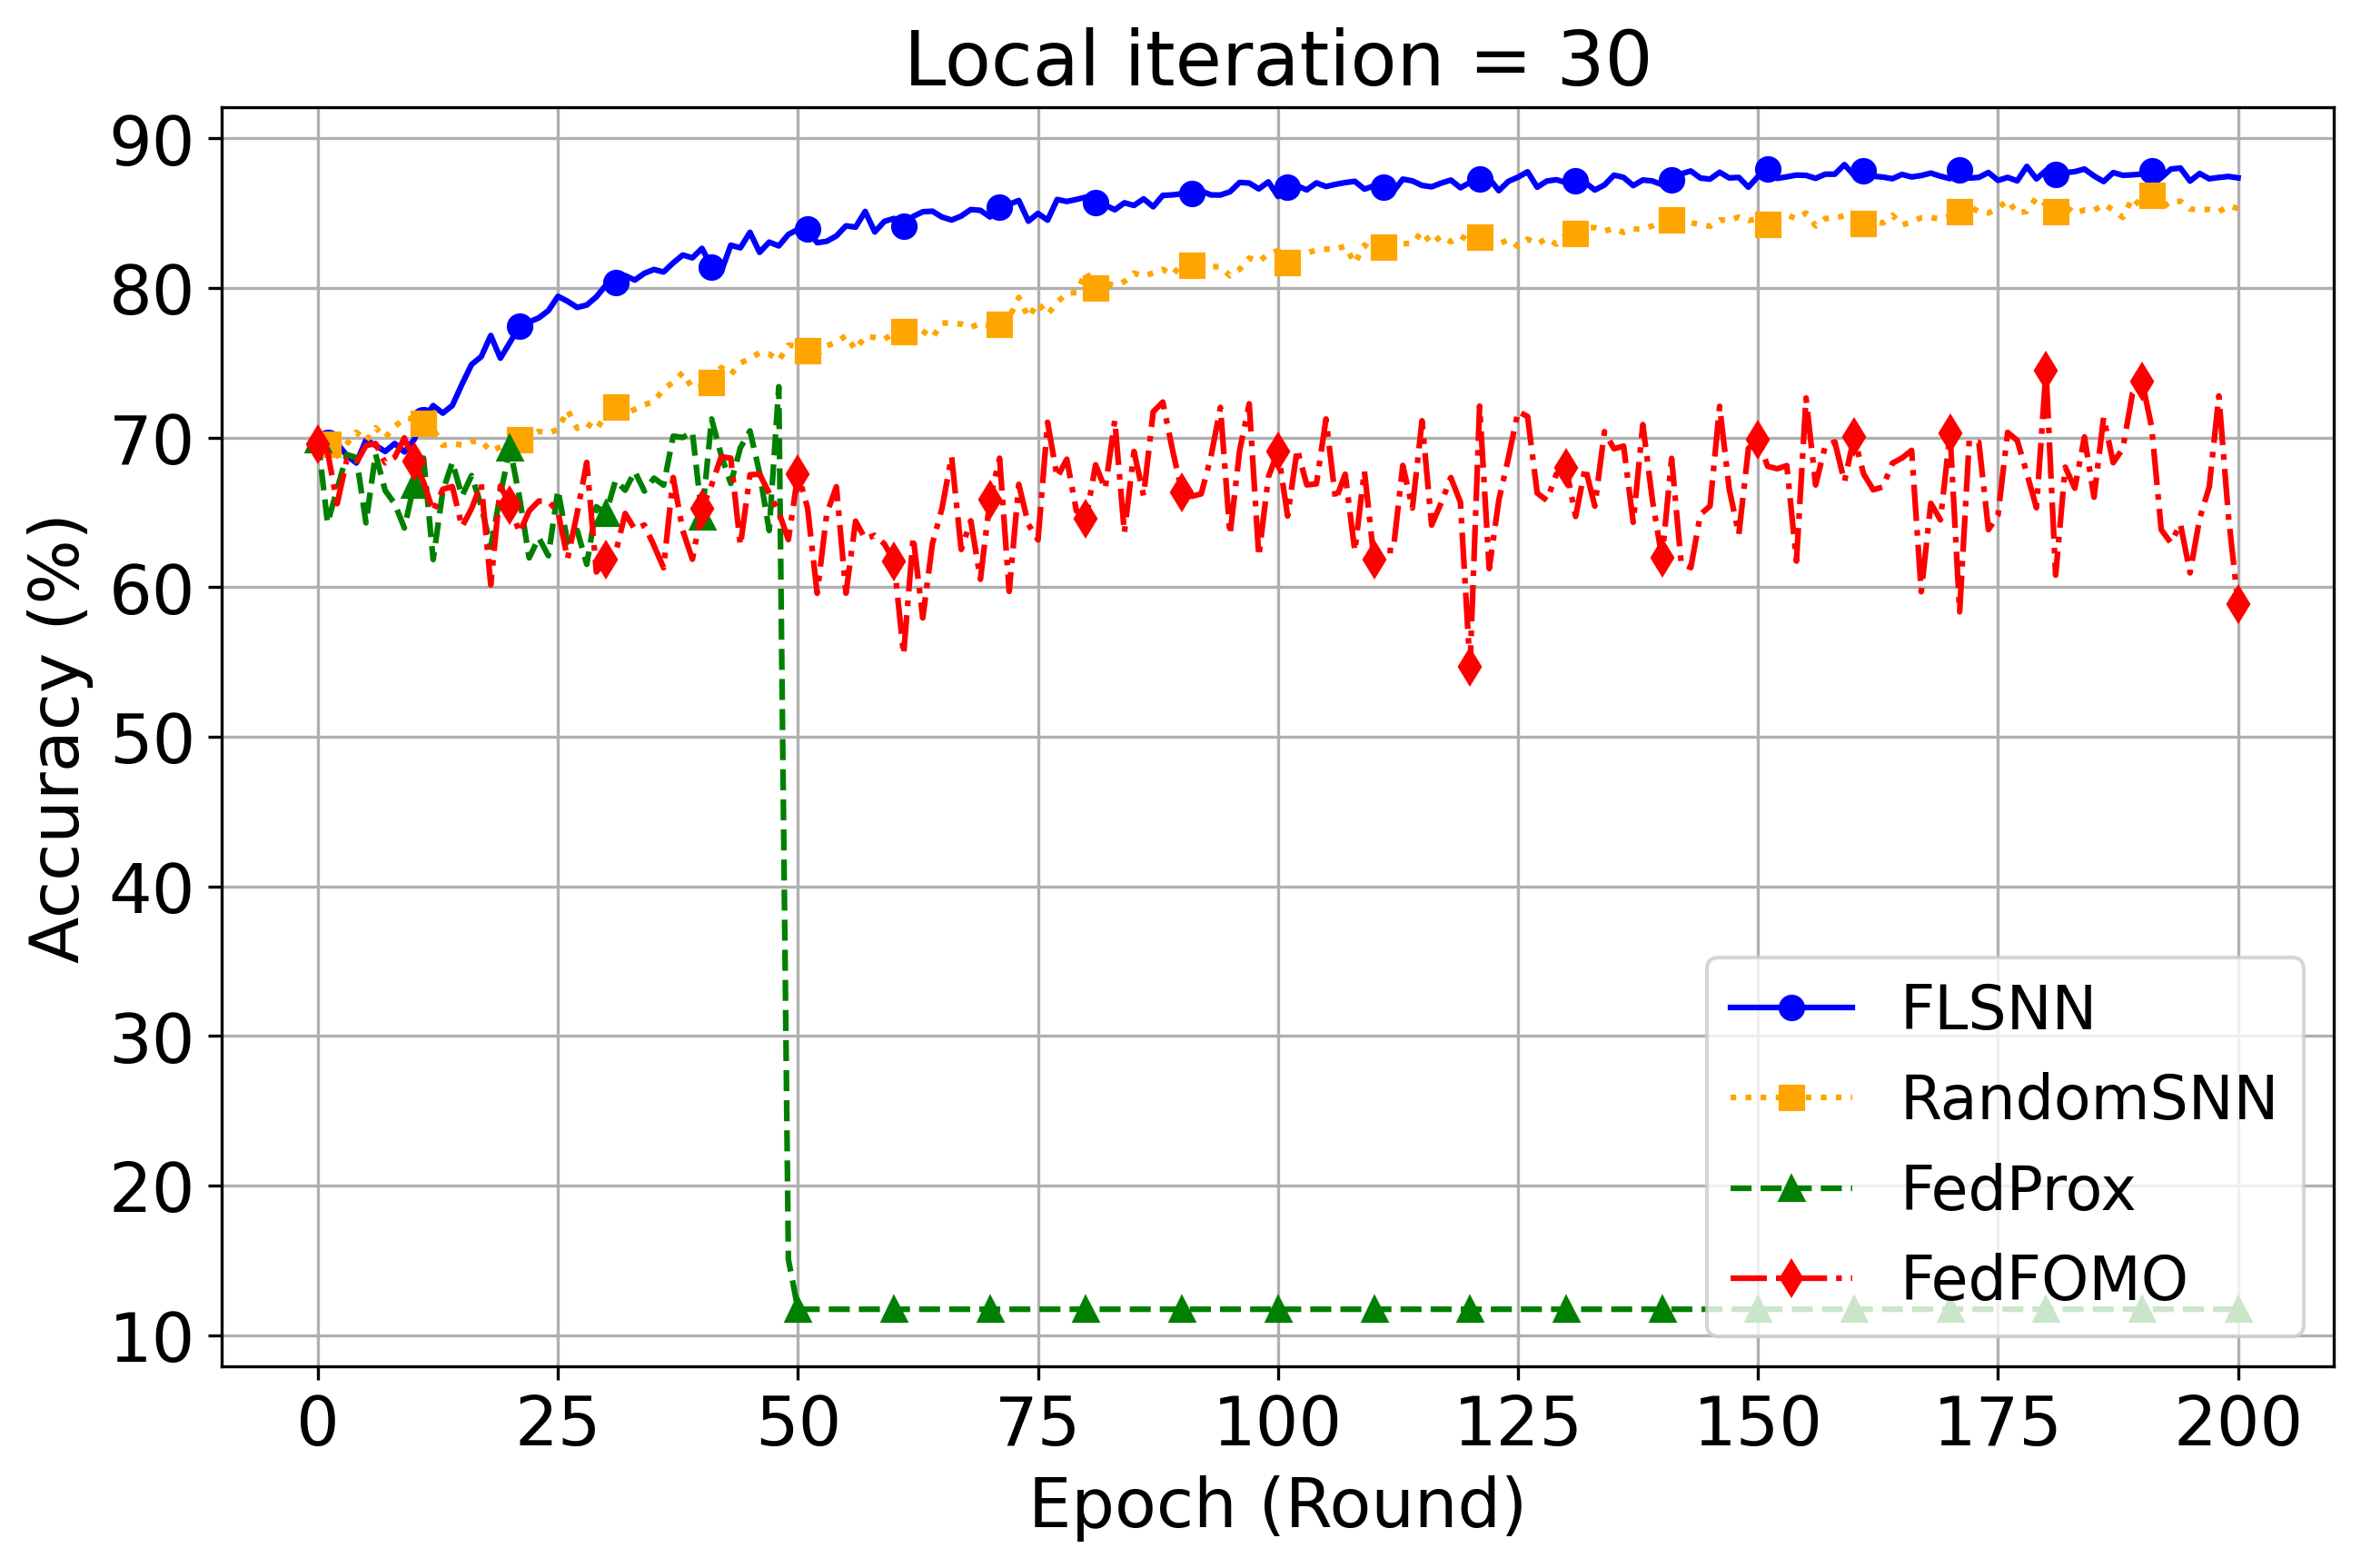 Local iteration = 30
90
80
70
60
50
40
30
20
10
Accuracy (%)
0 25 50 75 100 125 150 175 200
Epoch (Round)
FLSNN
RandomSNN
FedProx
FedFOMO